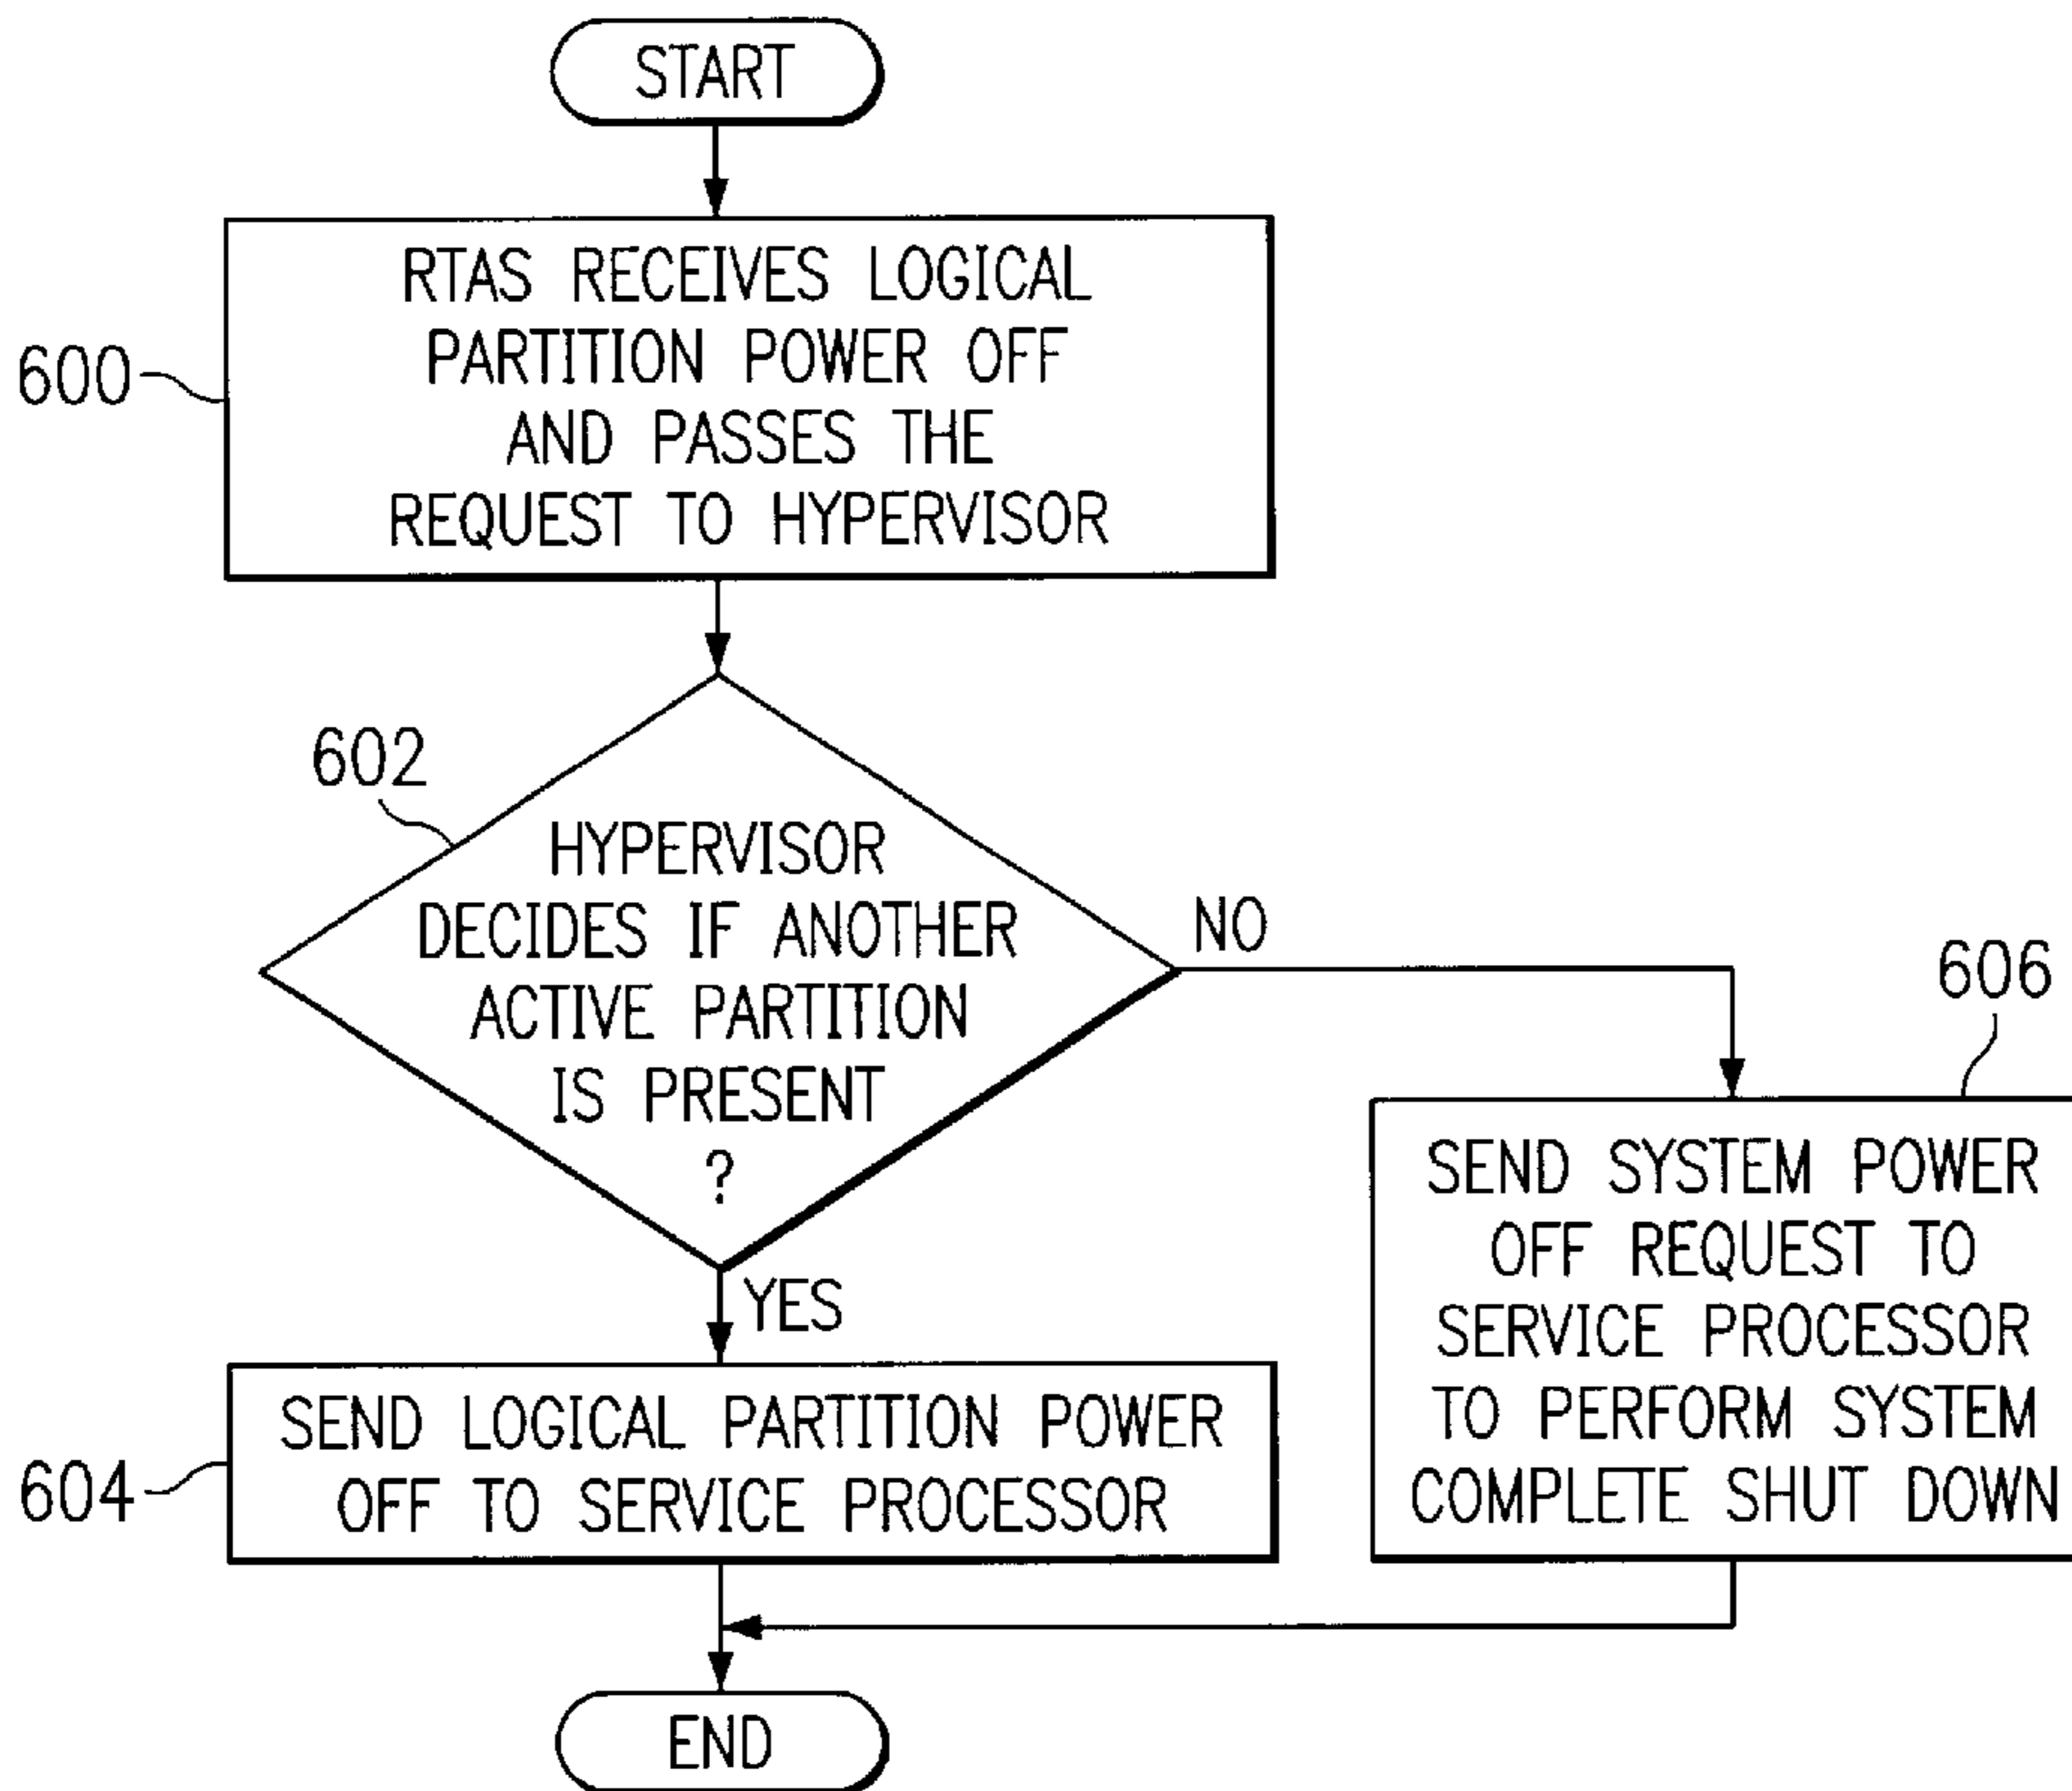 START
RTAS RECEIVES LOGICAL
PARTITION POWER OFF
AND PASSES THE
REQUEST TO HYPERVISOR
600
602
HYPERVISOR
DECIDES IF ANOTHER
ACTIVE PARTITION
IS PRESENT
?
NO
606
SEND SYSTEM POWER
OFF REQUEST TO
SERVICE PROCESSOR
TO PERFORM SYSTEM
COMPLETE SHUT DOWN
YES
SEND LOGICAL PARTITION POWER
OFF TO SERVICE PROCESSOR
604
END